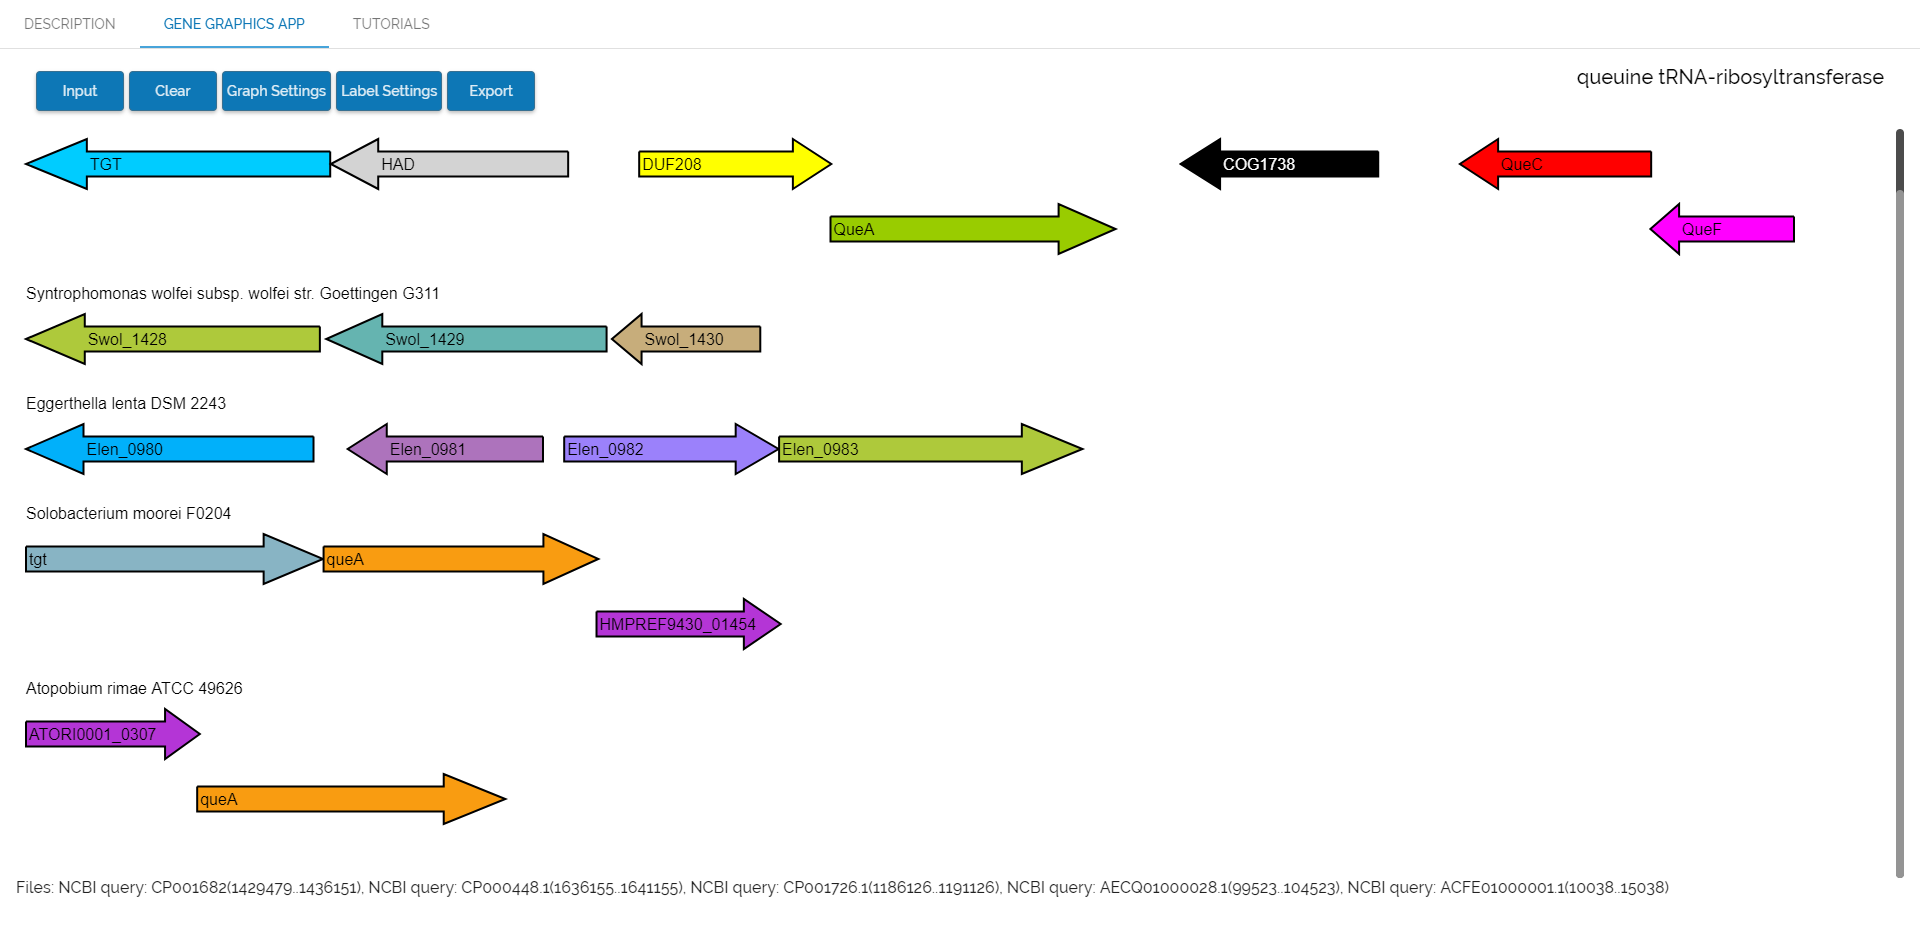 DESCRIPTION GENE GRAPHICS APP TUTORIALS
Input Clear Graph Settings Label Settings Export
queuine tRNA-ribosyltransferase
TGT HAD DUF208 COG1738 QueC
QueA QueF
Syntrophomonas wolfei subsp. wolfei str. Goettingen G311
Swol_1428 Swol_1429 Swol_1430
Eggerthella lenta DSM 2243
Elen_0980 Elen_0981 Elen_0982 Elen_0983
Solobacterium moorei F0204
tgt queA
HMPREF9430_01454
Atopobium rimae ATCC 49626
ATORI0001_0307
queA
Files: NCBI query: CP001682(1429479..1436151), NCBI query: CP000448.1(1636155..1641155), NCBI query: CP001726.1(1186126..1191126), NCBI query: AECQ01000028.1(99523..104523), NCBI query: ACFE01000001.1(10038..15038)